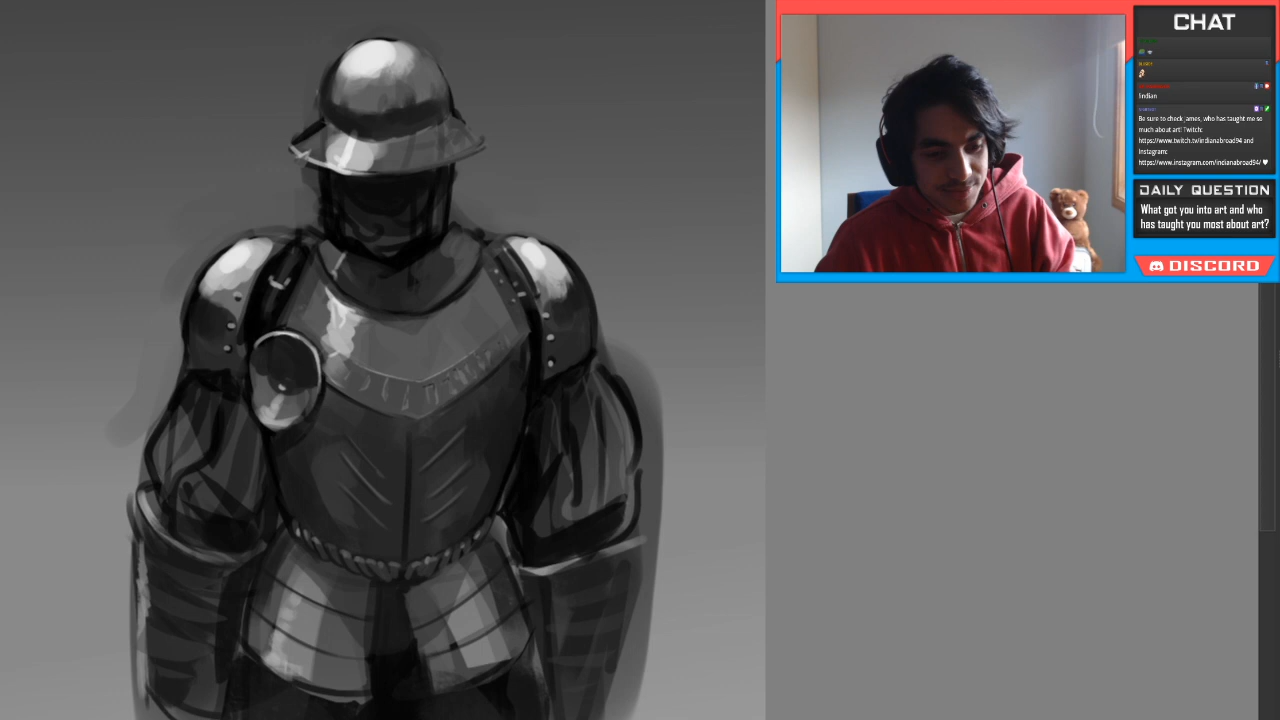 CHAT
!indian
Be sure to check james, who has taught me so
much about art! Twitch:
https://www.twitch.tv/indianabroad94 and
Instagram:
https://www.instagram.com/indianabroad94/ ♥
DAILY QUESTION
What got you into art and who
has taught you most about art?
DISCORD